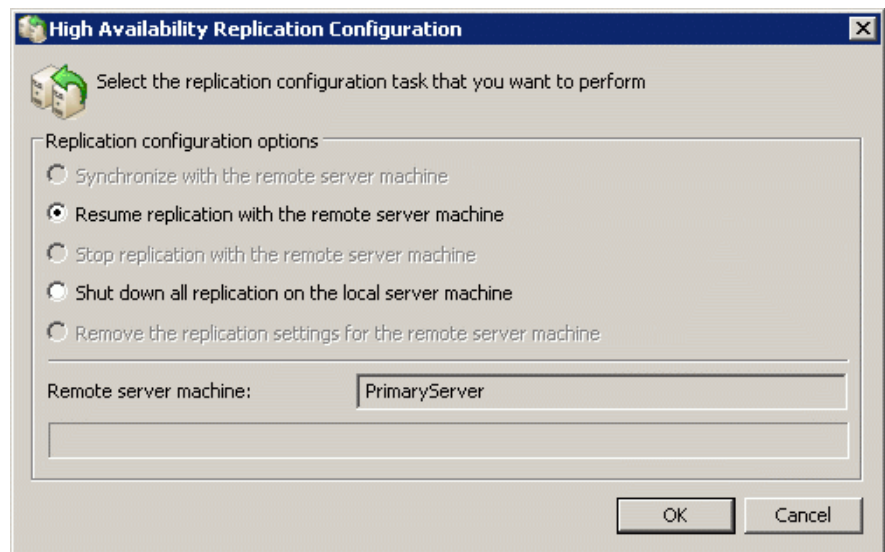 High Availability Replication Configuration
Select the replication configuration task that you want to perform
Replication configuration options
Synchronize with the remote server machine
Resume replication with the remote server machine
Stop replication with the remote server machine
Shut down all replication on the local server machine
Remove the replication settings for the remote server machine
Remote server machine: PrimaryServer
OK Cancel